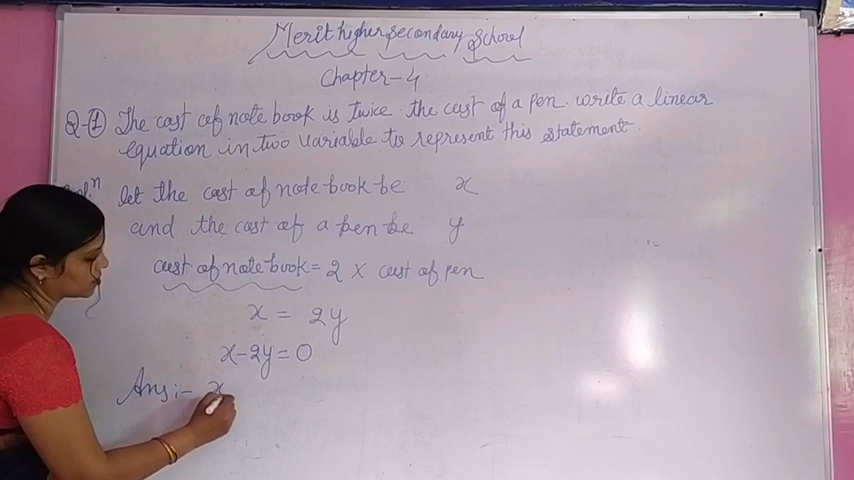 Merit higher secondary School
Chapter-4
Q-(1) The cost of note book is twice the cost of a pen. write a linear
equation in two variable to represent this statement.
let the cost of note book be x
and the cost of a pen be y
cost of note book = 2 X cost of pen
x = 2y
x-2y=0
Ans:- x